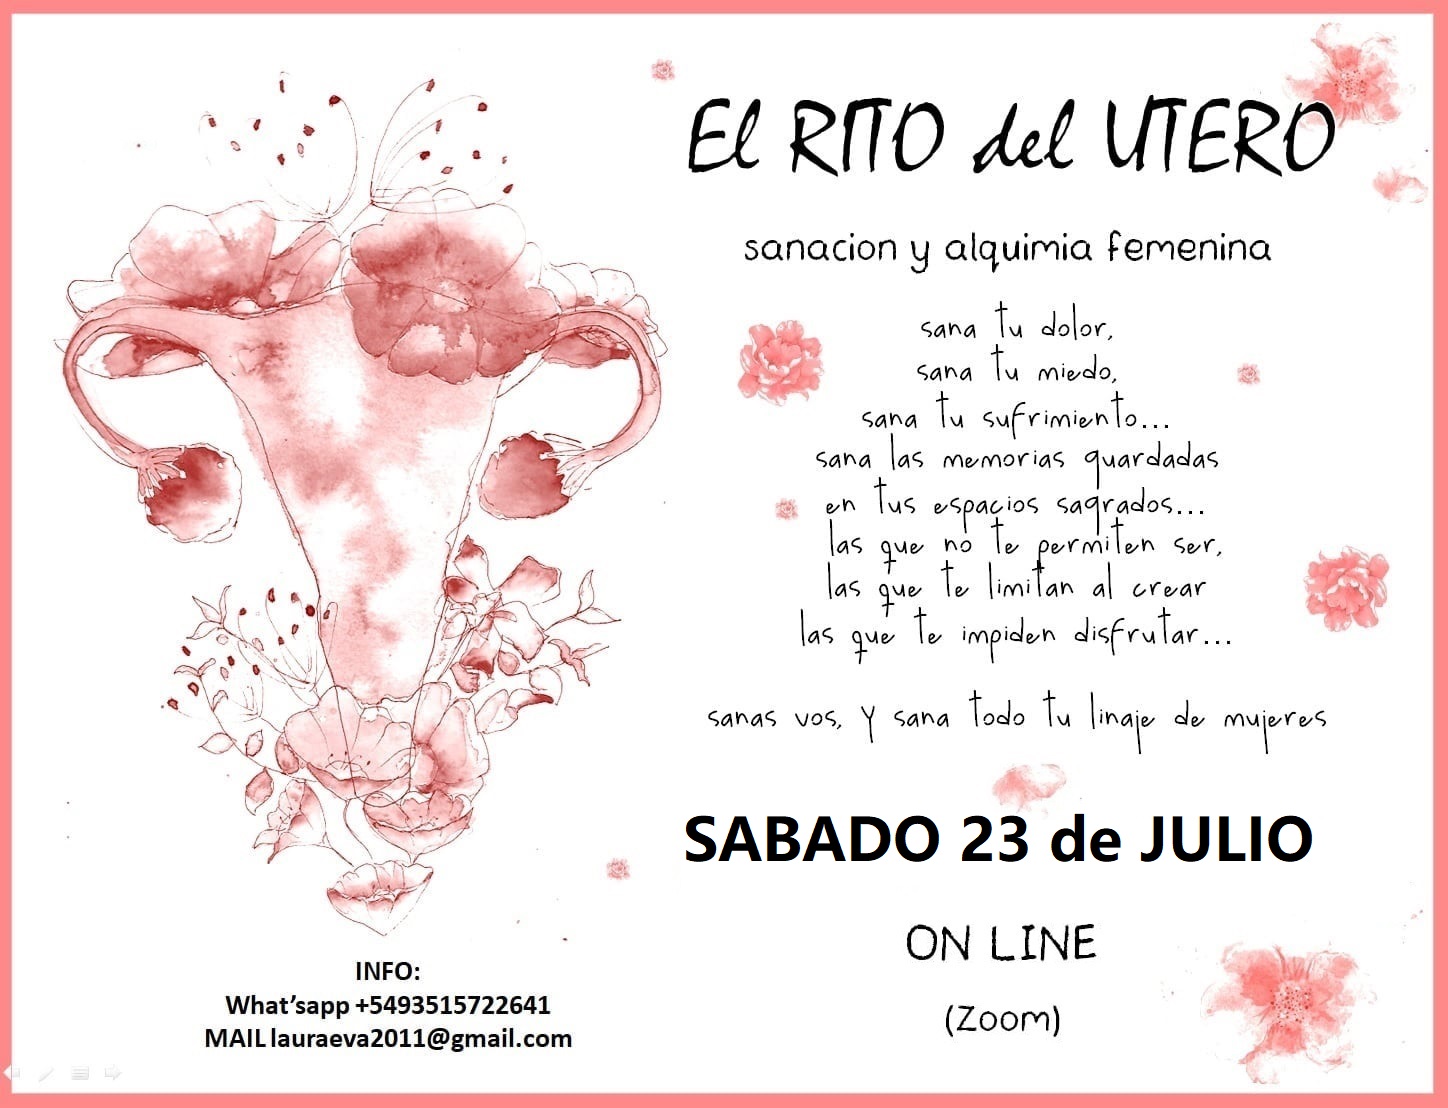 El RITO del UTERO
sanacion y alquimia femenina
sana tu dolor,
sana tu miedo,
sana tu sufrimiento...
sana las memorias guardadas
en tus espacios sagrados...
las que no te permiten ser,
las que te limitan al crear
las que te impiden disfrutar...
sanas vos, Y sana todo tu linaje de mujeres
SABADO 23 de JULIO
ON LINE
(Zoom)
INFO:
What'sapp +5493515722641
MAIL lauraeva2011@gmail.com